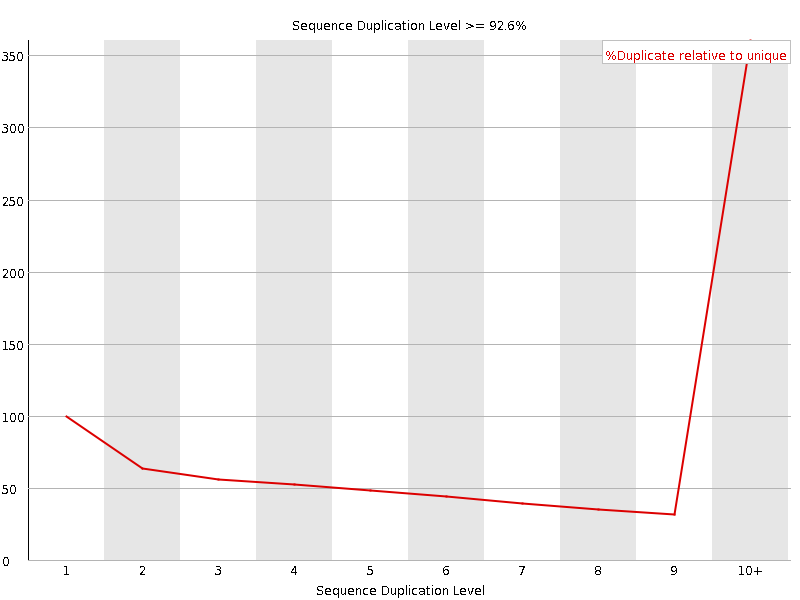 Sequence Duplication Level >= 92.6%
%Duplicate relative to unique
350
300
250
200
150
100
50
0
1 2 3 4 5 6 7 8 9 10+
Sequence Duplication Level